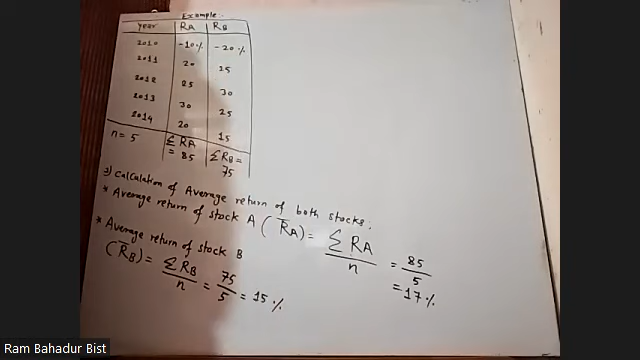 Example:
Year RA RB
2010 -10% -20%
2011 20 25
2012 25 30
2013 30 25
2014 20 15
n=5 ΣRA = 85 ΣRB = 75
2) Calculation of Average return of both stocks:
* Average return of stock A (R̄A) = ΣRA/n = 85/5 = 17%
* Average return of stock B
(R̄B) = ΣRB/n = 75/5 = 15%
Ram Bahadur Bist